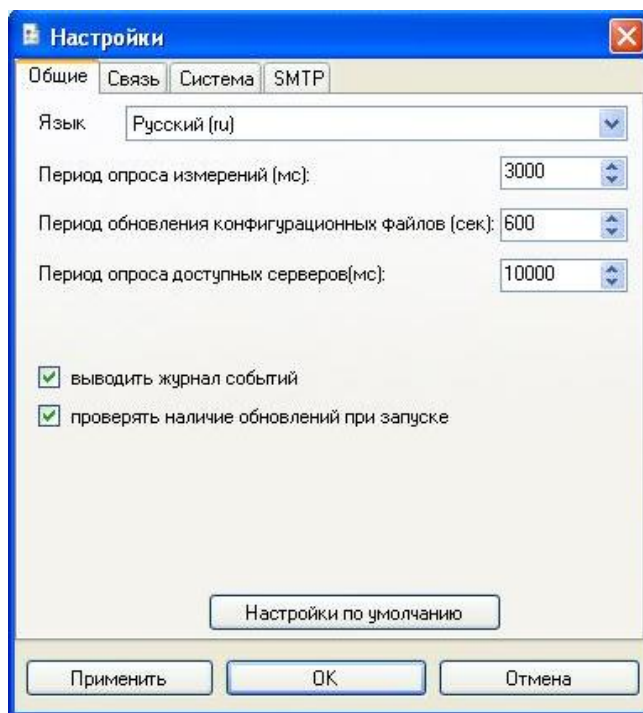 Настройки
Общие Связь Система SMTP
Язык Русский (ru)
Период опроса измерений (мс): 3000
Период обновления конфигурационных файлов (сек): 600
Период опроса доступных серверов(мс): 10000
выводить журнал событий
проверять наличие обновлений при запуске
Настройки по умолчанию
Применить OK Отмена